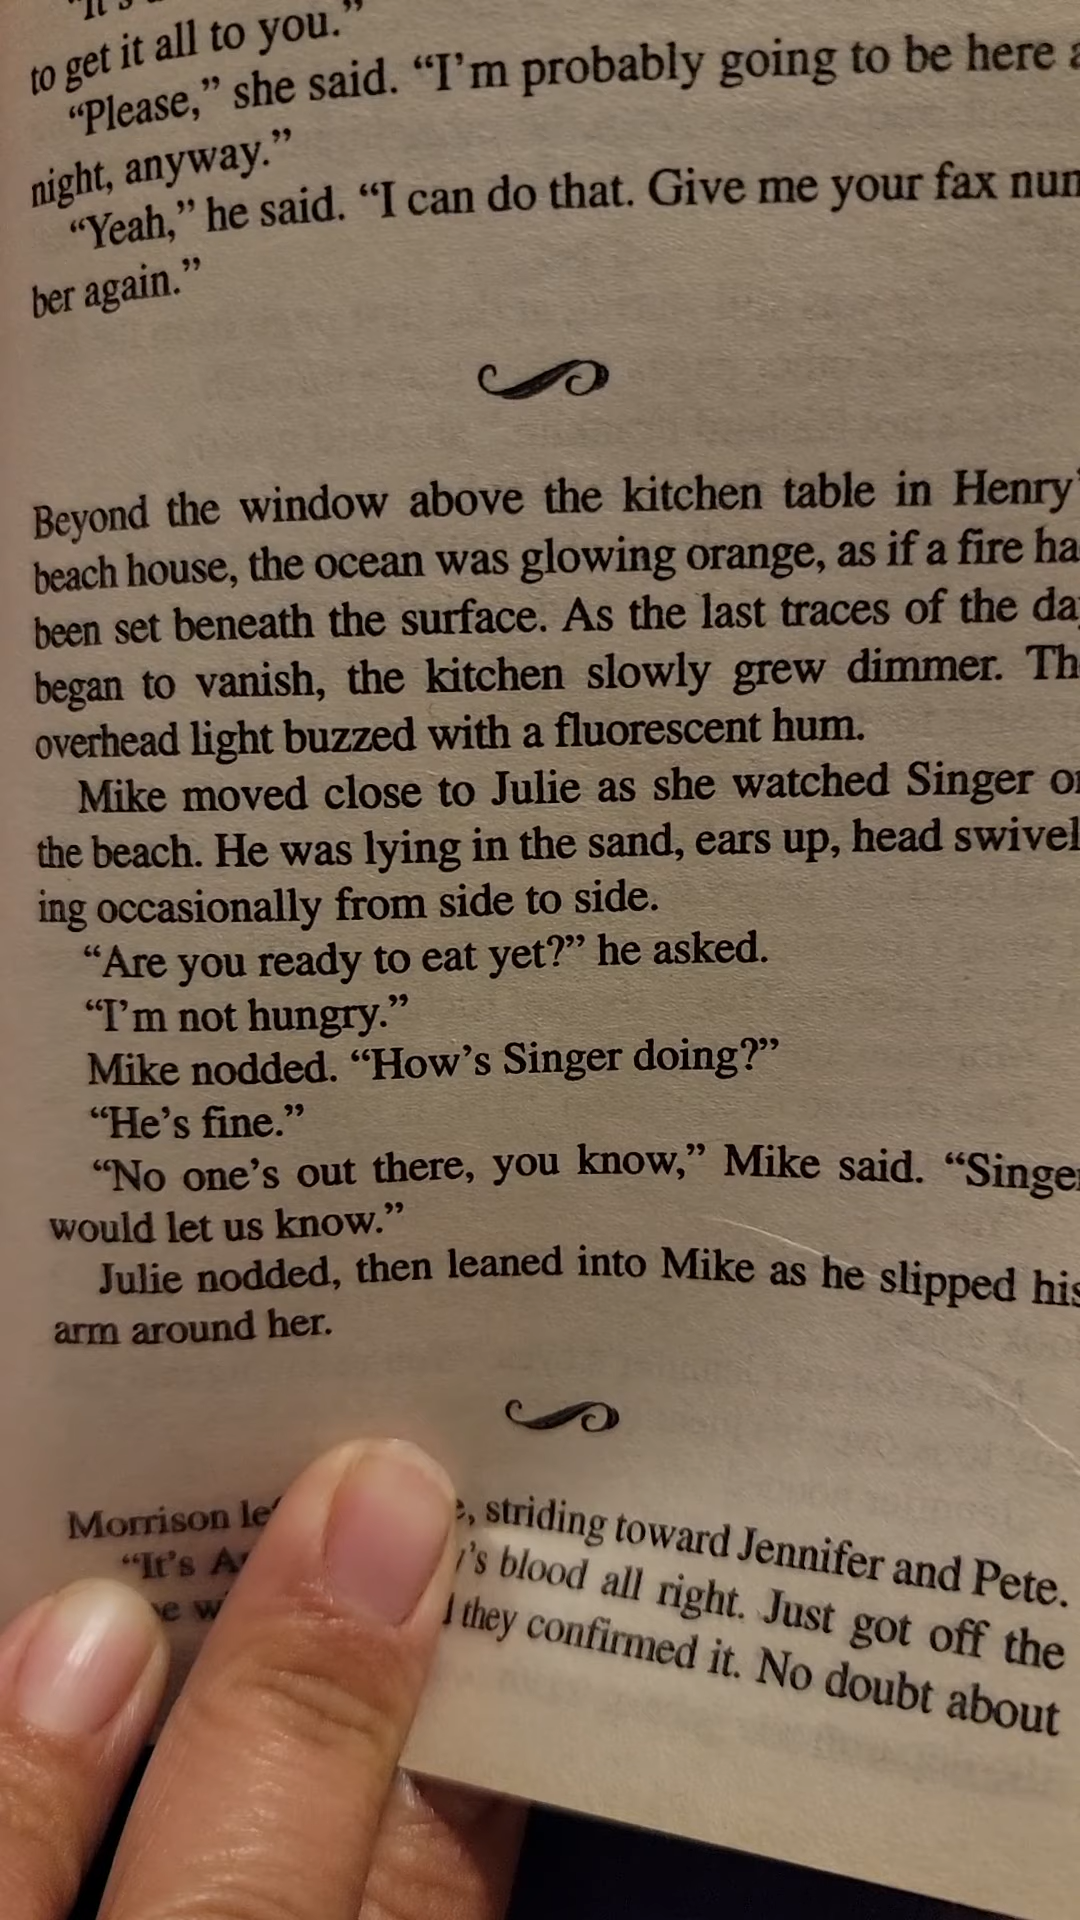 “It’s
to get it all to you.”
“Please,” she said. “I’m probably going to be here a
night, anyway.”
“Yeah,” he said. “I can do that. Give me your fax num
ber again.”
Beyond the window above the kitchen table in Henry’
beach house, the ocean was glowing orange, as if a fire ha
been set beneath the surface. As the last traces of the da
began to vanish, the kitchen slowly grew dimmer. Th
overhead light buzzed with a fluorescent hum.
Mike moved close to Julie as she watched Singer on
the beach. He was lying in the sand, ears up, head swivel
ing occasionally from side to side.
“Are you ready to eat yet?” he asked.
“I’m not hungry.”
Mike nodded. “How’s Singer doing?”
“He’s fine.”
“No one’s out there, you know,” Mike said. “Singer
would let us know.”
Julie nodded, then leaned into Mike as he slipped his
arm around her.
Morrison striding toward Jennifer and Pete.
“It’s blood all right. Just got off the
they confirmed it. No doubt about